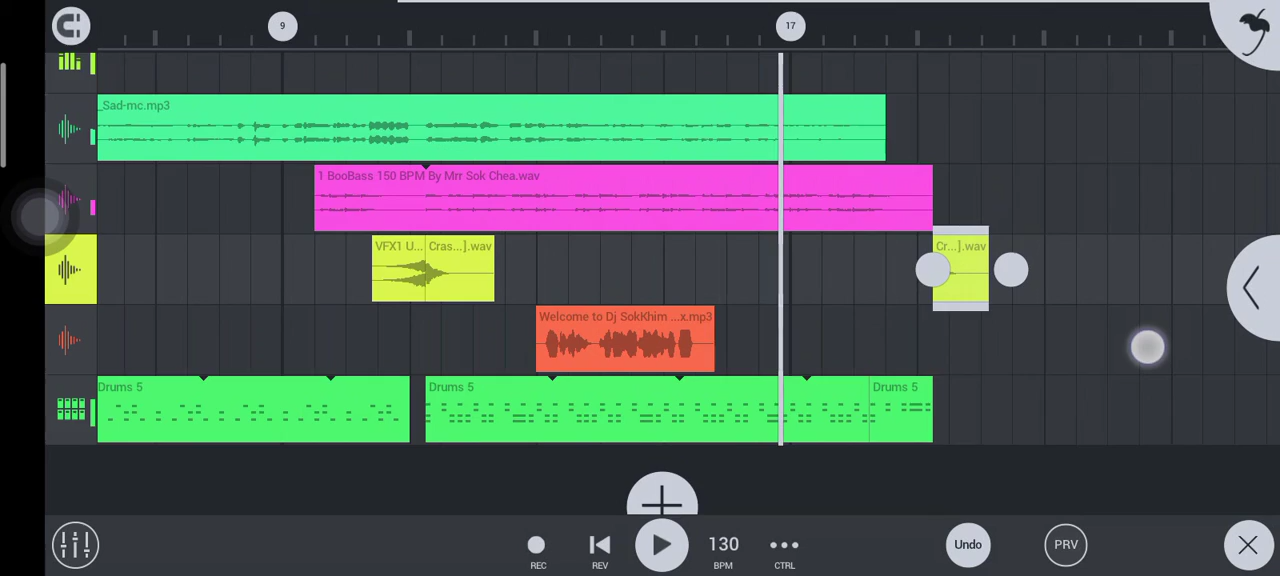 9
17
_Sad-mc.mp3
1 BooBass 150 BPM By Mrr Sok Chea.wav
VFX1 U... Cras...].wav
Cr...].wav
Welcome to Dj SokKhim ...x.mp3
Drums 5
Drums 5
Drums 5
130
Undo
PRV
REC
REV
BPM
CTRL